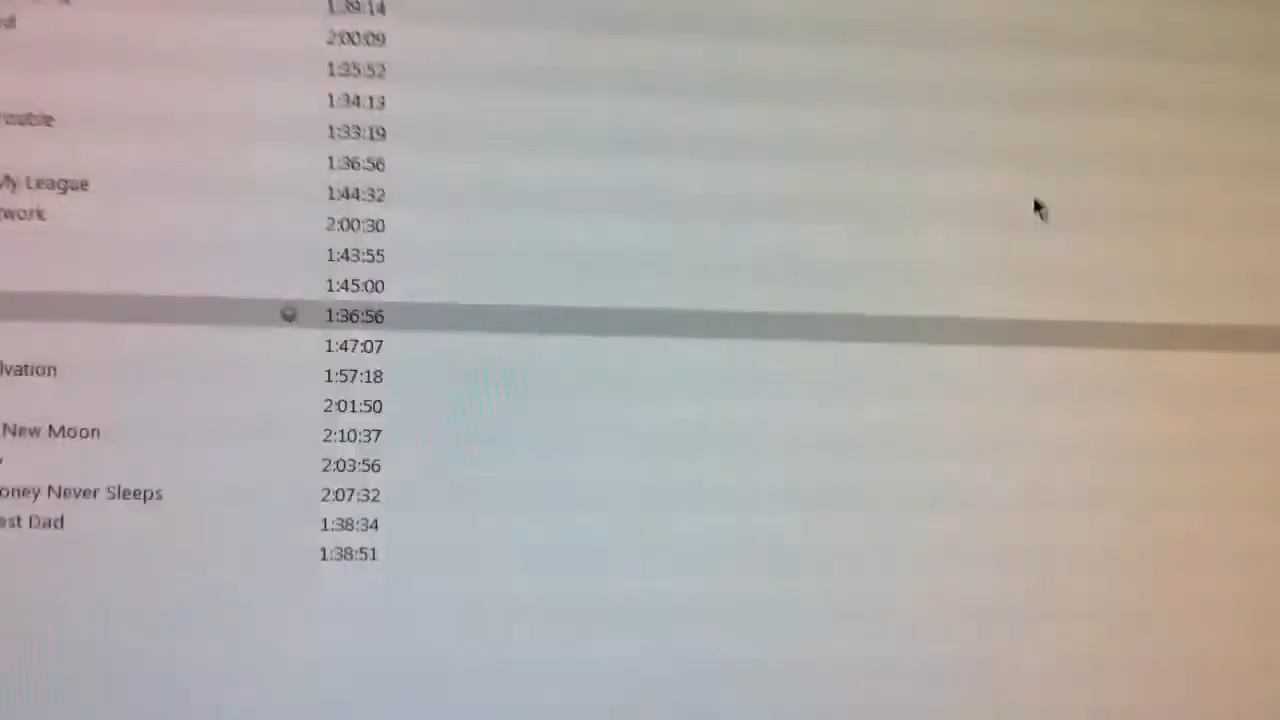 1:39:14
2:00:09
1:35:52
1:34:13
rouble 1:33:19
1:36:56
My League 1:44:32
twork 2:00:30
1:43:55
1:45:00
1:36:56
1:47:07
lvation 1:57:18
2:01:50
New Moon 2:10:37
2:03:56
oney Never Sleeps 2:07:32
est Dad 1:38:34
1:38:51